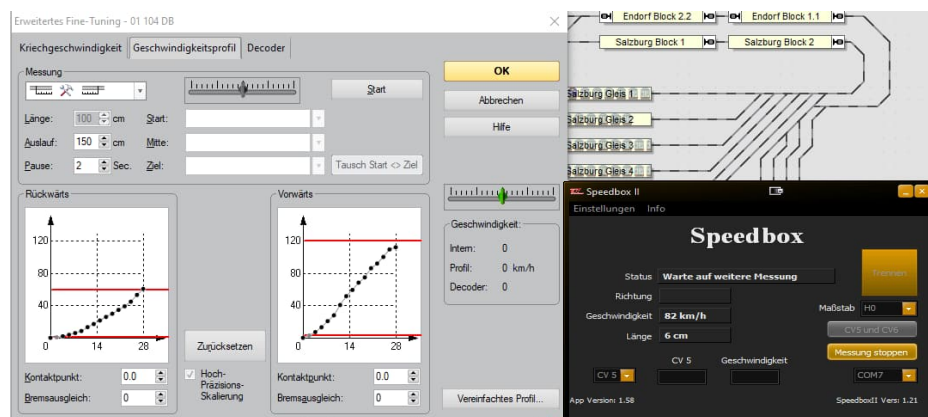 Erweitertes Fine-Tuning - 01 104 DB
Kriechgeschwindigkeit Geschwindigkeitsprofil Decoder
Messung
Start
Länge: 100 cm Start:
Auslauf: 150 cm Mitte:
Pause: 2 Sec. Ziel: Tausch Start <> Ziel
OK
Abbrechen
Hilfe
Rückwärts
120
80
40
0 14 28
Kontaktpunkt: 0.0
Bremsausgleich: 0
Zurücksetzen
Hoch-
Präzisions-
Skalierung
Vorwärts
120
80
40
0 14 28
Kontaktpunkt: 0.0
Bremsausgleich: 0
Geschwindigkeit:
Intern: 0
Profil: 0 km/h
Decoder: 0
Vereinfachtes Profil...
Endorf Block 2.2 Endorf Block 1.1
Salzburg Block 1 Salzburg Block 2
Salzburg Gleis 1
Salzburg Gleis 2
Salzburg Gleis 3
Salzburg Gleis 4
Speedbox II
Einstellungen Info
Speedbox
Status Warte auf weitere Messung
Trennen
Richtung
Maßstab H0
Geschwindigkeit 82 km/h
CV5 und CV6
Länge 6 cm
Messung stoppen
CV 5 Geschwindigkeit
CV 5 COM7
App Version: 1.58 SpeedboxII Vers: 1.21